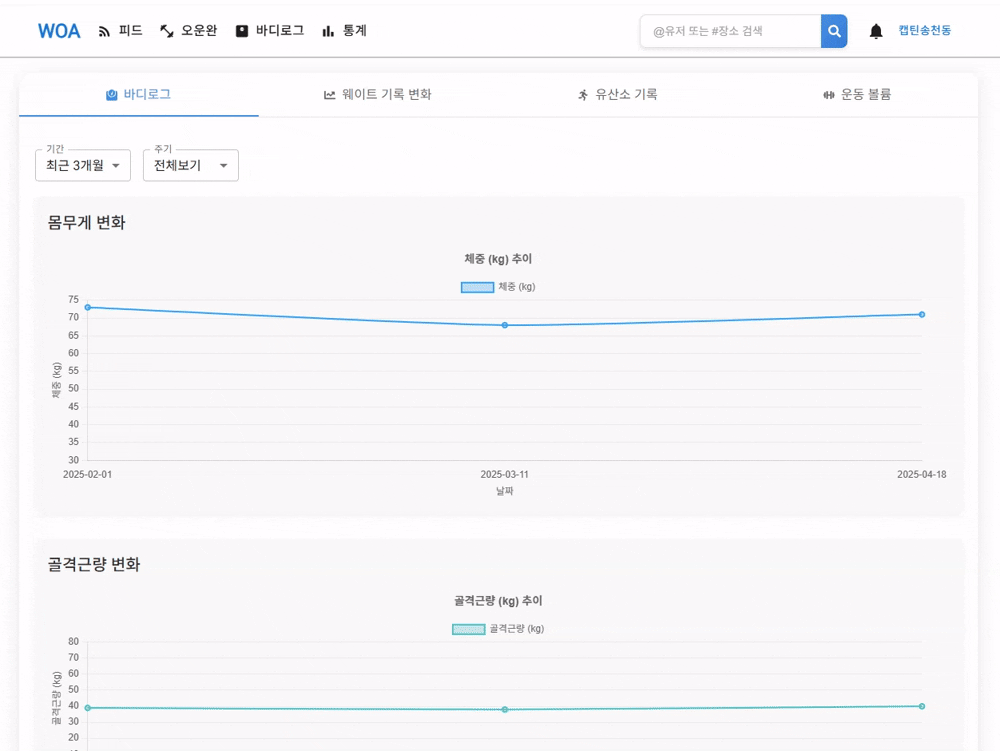 WOA 피드 오운완 바디로그 통계 @유저 또는 #장소 검색 캡틴송천동
바디로그 웨이트 기록 변화 유산소 기록 운동 볼륨
기간 주기
최근 3개월 전체보기
몸무게 변화
체중 (kg) 추이
체중 (kg)
75
70
65
60
55
50
45
40
35
30
체중 (kg)
2025-02-01 2025-03-11 2025-04-18
날짜
골격근량 변화
골격근량 (kg) 추이
골격근량 (kg)
80
70
60
50
40
30
20
골격근량 (kg)